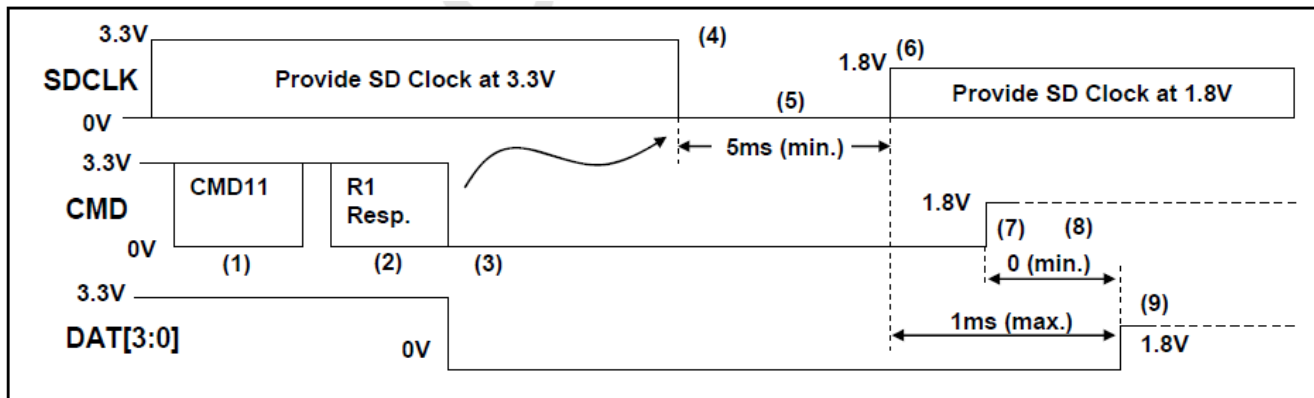 3.3V
(4)
(6)
1.8V
SDCLK
Provide SD Clock at 3.3V
Provide SD Clock at 1.8V
(5)
0V
5ms (min.)
3.3V
CMD11
R1
Resp.
CMD
1.8V
0V
(1)
(2)
(3)
(7)
(8)
0 (min.)
3.3V
(9)
1ms (max.)
DAT[3:0]
0V
1.8V